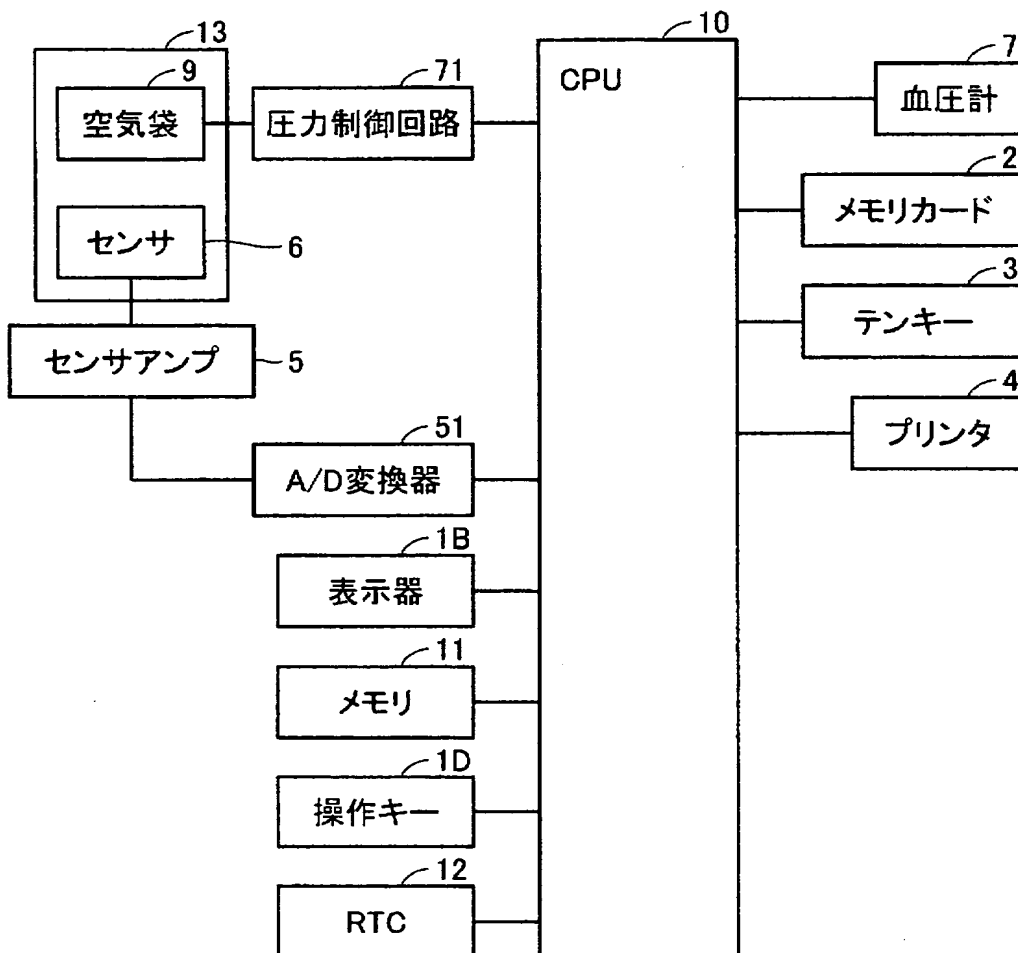 13
10
7
9
71
CPU
空気袋
圧力制御回路
血圧計
2
センサ
6
メモリカード
3
センサアンプ
5
テンキー
4
51
プリンタ
A/D変換器
1B
表示器
11
メモリ
1D
操作キー
12
RTC